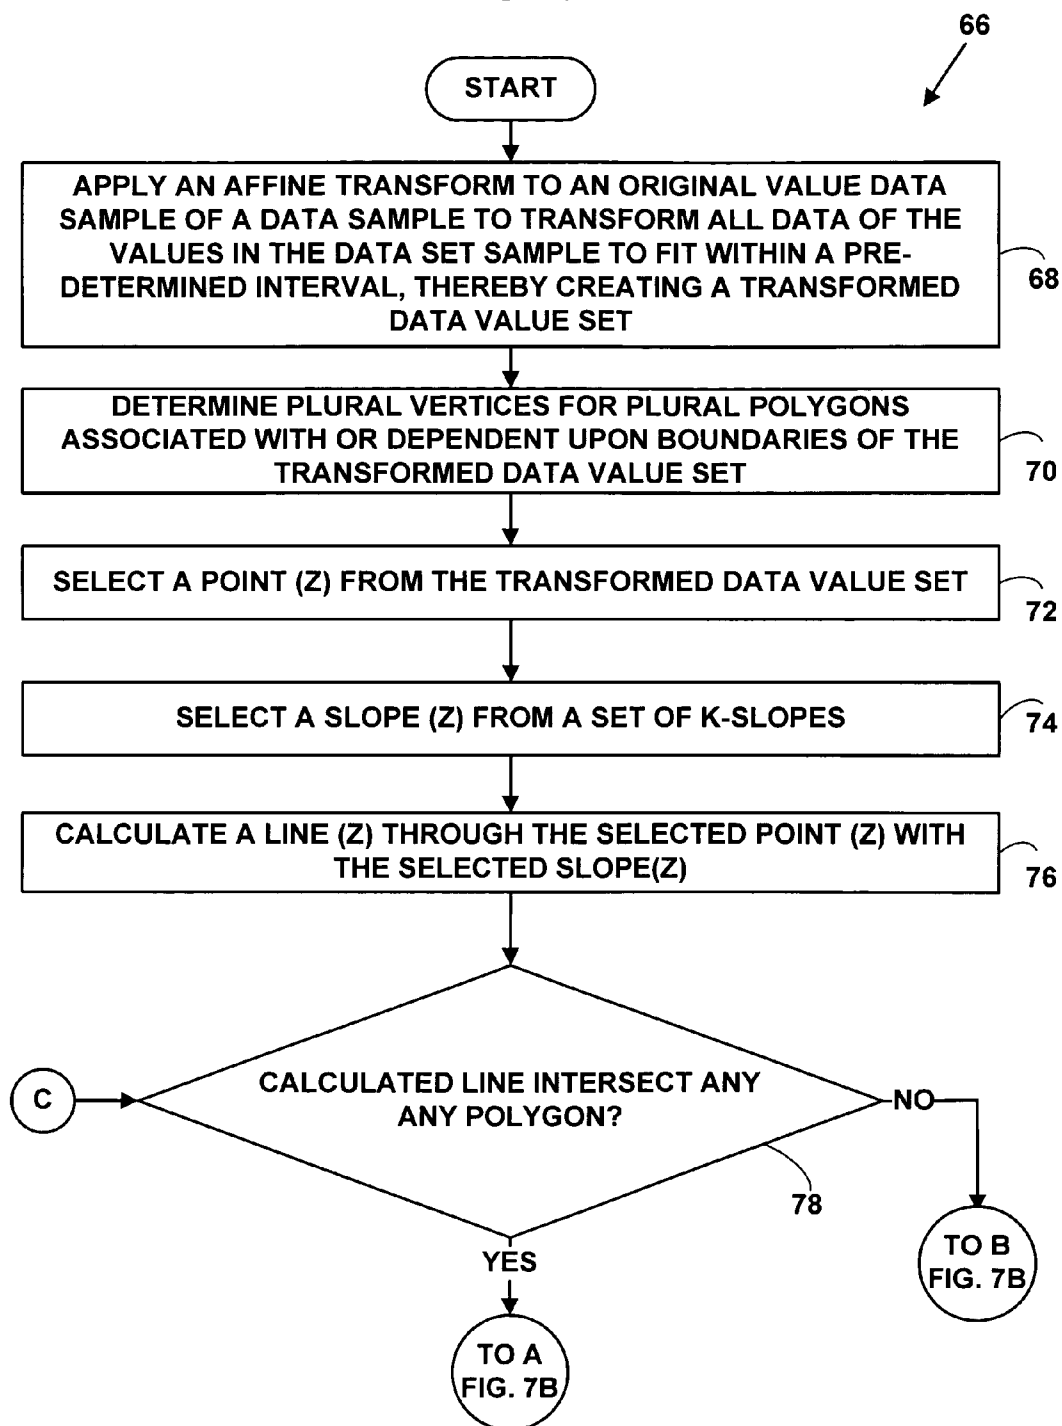 66
START
APPLY AN AFFINE TRANSFORM TO AN ORIGINAL VALUE DATA
SAMPLE OF A DATA SAMPLE TO TRANSFORM ALL DATA OF THE
VALUES IN THE DATA SET SAMPLE TO FIT WITHIN A PRE-
DETERMINED INTERVAL, THEREBY CREATING A TRANSFORMED
DATA VALUE SET
68
DETERMINE PLURAL VERTICES FOR PLURAL POLYGONS
ASSOCIATED WITH OR DEPENDENT UPON BOUNDARIES OF THE
TRANSFORMED DATA VALUE SET
70
SELECT A POINT (Z) FROM THE TRANSFORMED DATA VALUE SET
72
SELECT A SLOPE (Z) FROM A SET OF K-SLOPES
74
CALCULATE A LINE (Z) THROUGH THE SELECTED POINT (Z) WITH
THE SELECTED SLOPE(Z)
76
C
CALCULATED LINE INTERSECT ANY
ANY POLYGON?
NO
78
YES
TO B
FIG. 7B
TO A
FIG. 7B